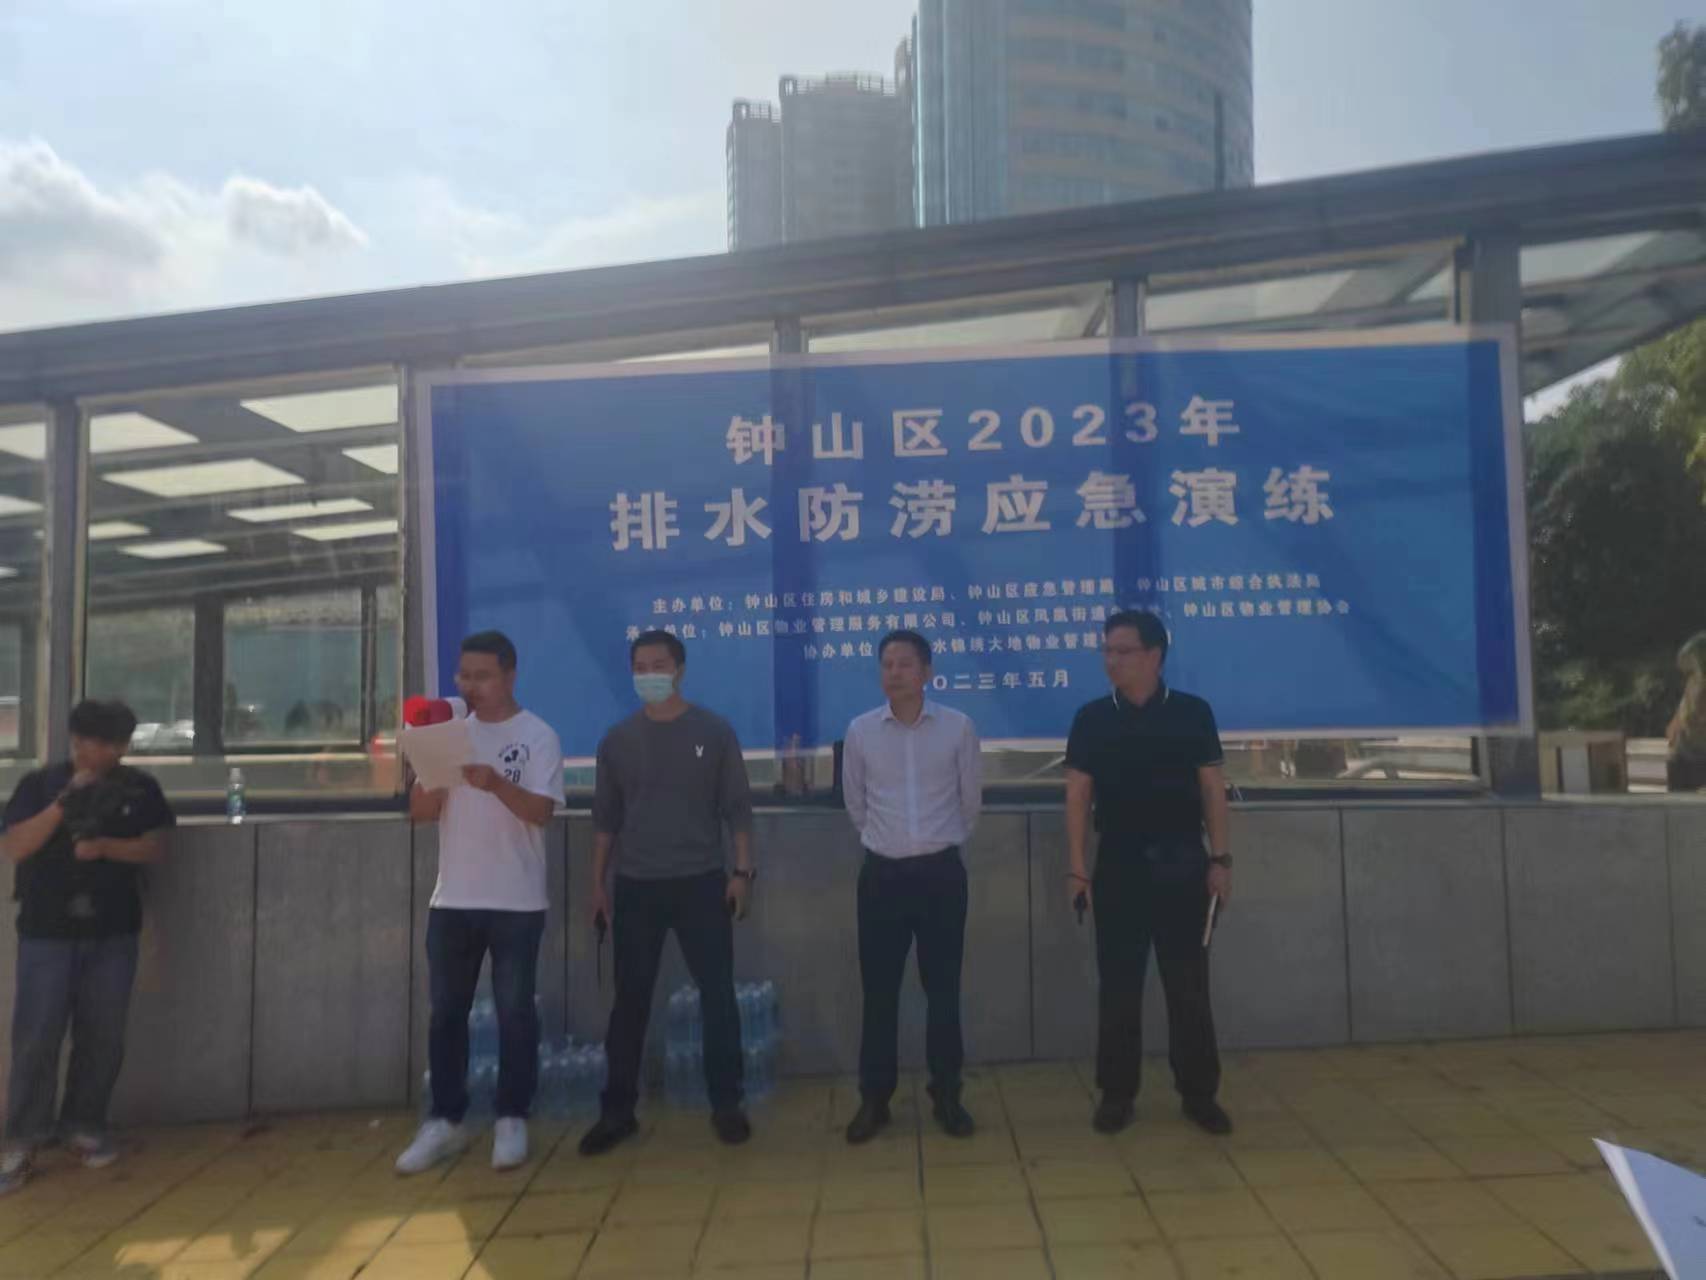 钟山区2023年
排水防涝应急演练
主办单位：钟山区住房和城乡建设局、钟山区应急管理局、钟山区城市综合执法局
承办单位：钟山区物业管理服务有限公司、钟山区凤凰街道 、钟山区物业管理协会
协办单位 水锦绣大地物业管理
O二三年五月
28